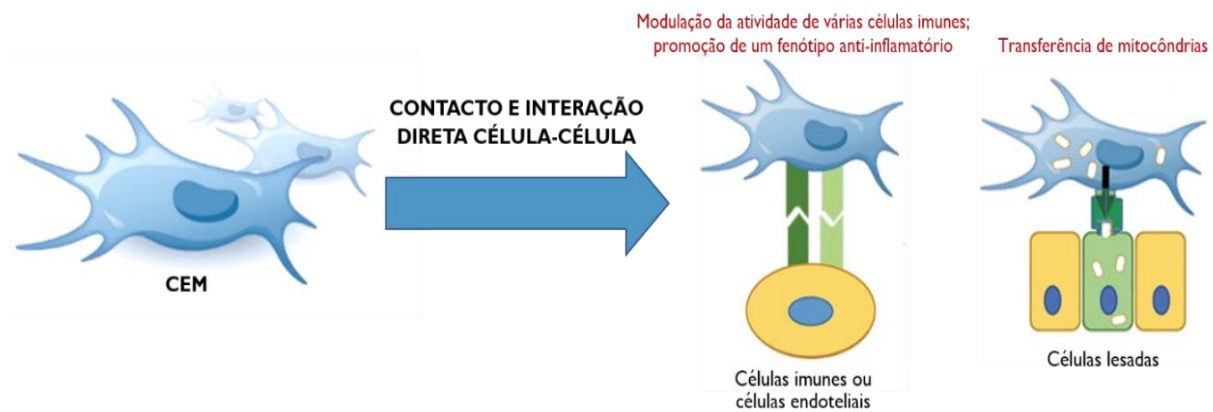 Modulação da atividade de várias células imunes;
promoção de um fenótipo anti-inflamatório
Transferência de mitocôndrias
CONTACTO E INTERAÇÃO
DIRETA CÉLULA-CÉLULA
CEM
Células imunes ou
células endoteliais
Células lesadas